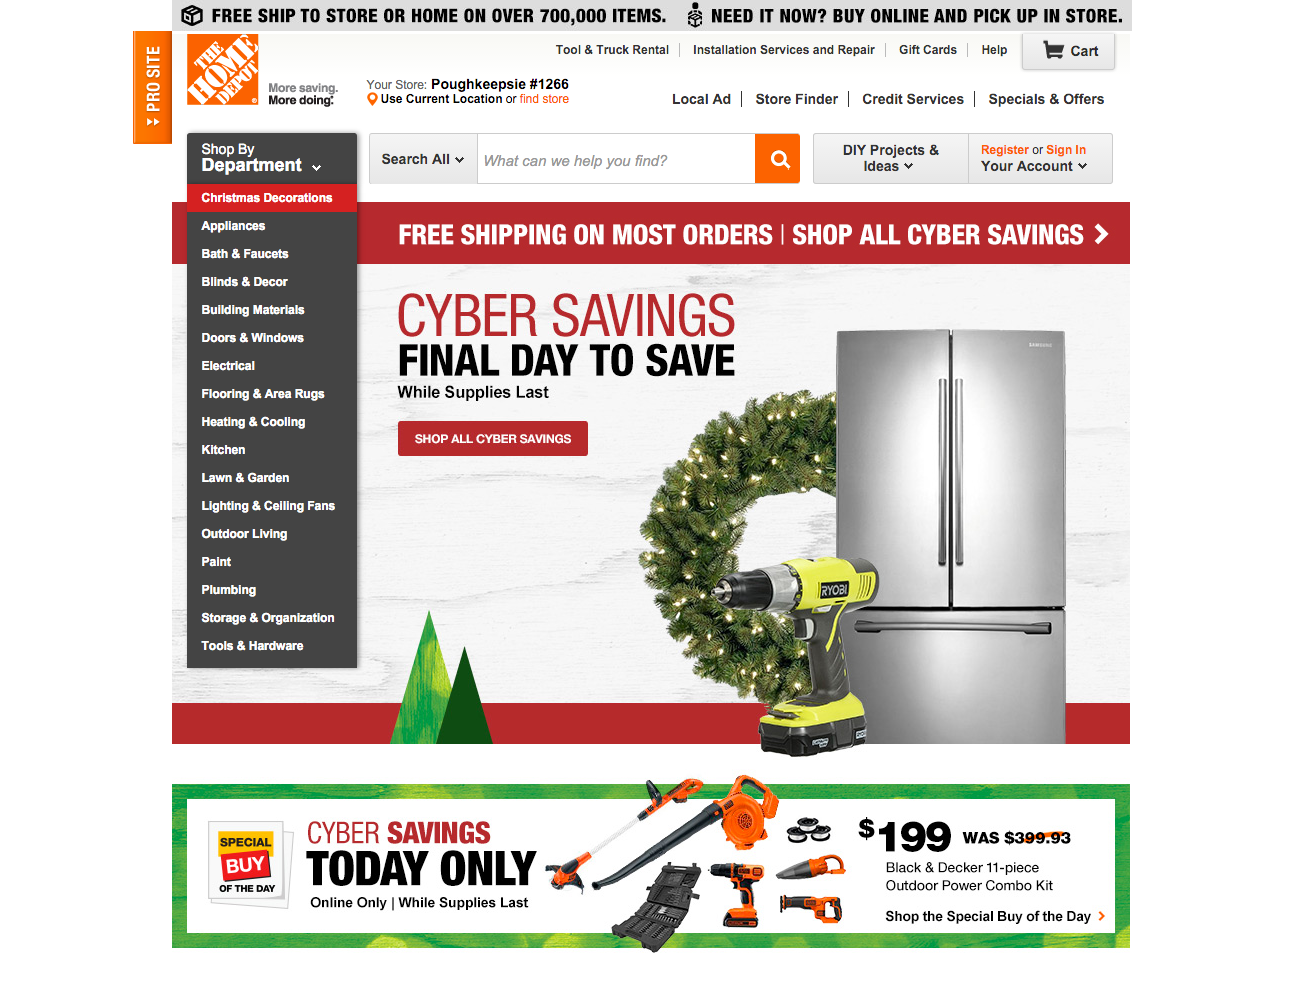 FREE SHIP TO STORE OR HOME ON OVER 700,000 ITEMS. NEED IT NOW? BUY ONLINE AND PICK UP IN STORE.
PRO SITE
THE
HOME
DEPOT
More saving.
More doing.
Your Store: Poughkeepsie #1266
Use Current Location or find store
Tool & Truck Rental Installation Services and Repair Gift Cards Help Cart
Local Ad Store Finder Credit Services Specials & Offers
Shop By
Department
Search All What can we help you find?
DIY Projects &
Ideas
Register or Sign In
Your Account
Christmas Decorations
Appliances
Bath & Faucets
Blinds & Decor
Building Materials
Doors & Windows
Electrical
Flooring & Area Rugs
Heating & Cooling
Kitchen
Lawn & Garden
Lighting & Ceiling Fans
Outdoor Living
Paint
Plumbing
Storage & Organization
Tools & Hardware
FREE SHIPPING ON MOST ORDERS | SHOP ALL CYBER SAVINGS
CYBER SAVINGS
FINAL DAY TO SAVE
While Supplies Last
SHOP ALL CYBER SAVINGS
SAMSUNG
RYOBI
RYOBI
SPECIAL
BUY
OF THE DAY
CYBER SAVINGS
TODAY ONLY
Online Only | While Supplies Last
$199 WAS $399.93
Black & Decker 11-piece
Outdoor Power Combo Kit
Shop the Special Buy of the Day